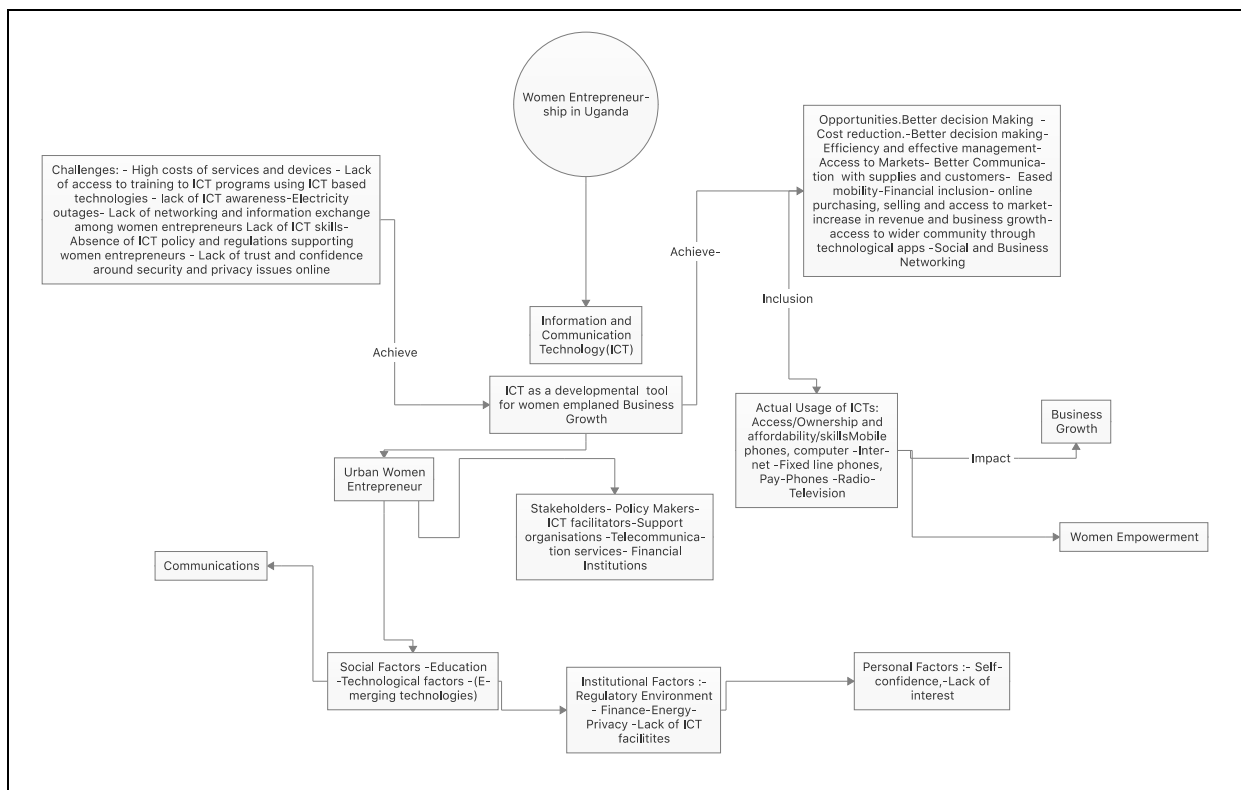 Women Entrepreneur-
ship in Uganda
Challenges: - High costs of services and devices - Lack
of access to training to ICT programs using ICT based
technologies - lack of ICT awareness-Electricity
outages- Lack of networking and information exchange
among women entrepreneurs Lack of ICT skills-
Absence of ICT policy and regulations supporting
women entrepreneurs - Lack of trust and confidence
around security and privacy issues online
Opportunities.Better decision Making -
Cost reduction.-Better decision making-
Efficiency and effective management-
Access to Markets- Better Communica-
tion with supplies and customers- Eased
mobility-Financial inclusion- online
purchasing, selling and access to market-
increase in revenue and business growth-
access to wider community through
technological apps -Social and Business
Networking
Achieve-
Inclusion
Information and
Communication
Technology(ICT)
Achieve
ICT as a developmental tool
for women emplaned Business
Growth
Actual Usage of ICTs:
Access/Ownership and
affordability/skillsMobile
phones, computer -Inter-
net -Fixed line phones,
Pay-Phones -Radio-
Television
Business
Growth
Impact
Urban Women
Entrepreneur
Stakeholders- Policy Makers-
ICT facilitators-Support
organisations -Telecommunica-
tion services- Financial
Institutions
Women Empowerment
Communications
Social Factors -Education
-Technological factors -(E-
merging technologies)
Institutional Factors :-
Regulatory Environment
- Finance-Energy-
Privacy -Lack of ICT
facilitites
Personal Factors :- Self-
confidence,-Lack of
interest